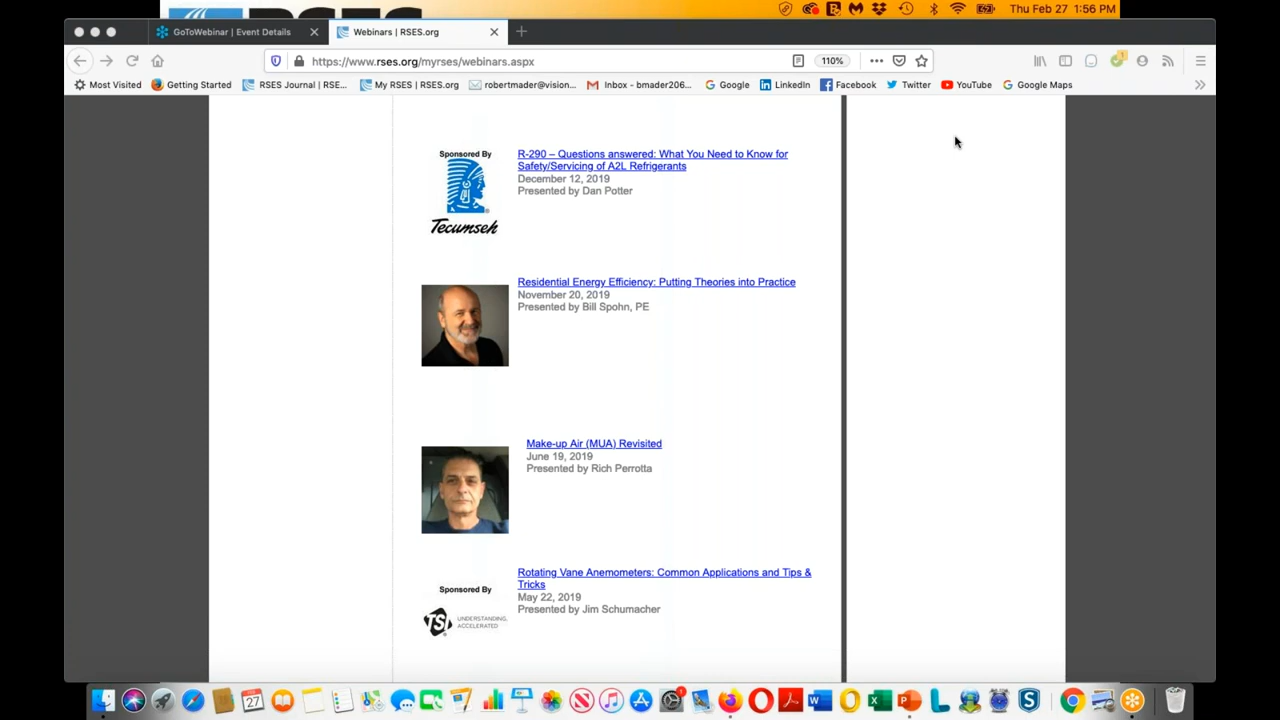 RSES
Thu Feb 27 1:56 PM
GoToWebinar | Event Details
Webinars | RSES.org
https://www.rses.org/myrses/webinars.aspx
110%
Most Visited
Getting Started
RSES Journal | RSE...
My RSES | RSES.org
robertmader@vision...
Inbox - bmader206...
Google
LinkedIn
Facebook
Twitter
YouTube
Google Maps
Sponsored By
Tecumseh
R-290 – Questions answered: What You Need to Know for
Safety/Servicing of A2L Refrigerants
December 12, 2019
Presented by Dan Potter
Residential Energy Efficiency: Putting Theories into Practice
November 20, 2019
Presented by Bill Spohn, PE
Make-up Air (MUA) Revisited
June 19, 2019
Presented by Rich Perrotta
Rotating Vane Anemometers: Common Applications and Tips &
Tricks
May 22, 2019
Presented by Jim Schumacher
Sponsored By
TSI
UNDERSTANDING,
ACCELERATED
27